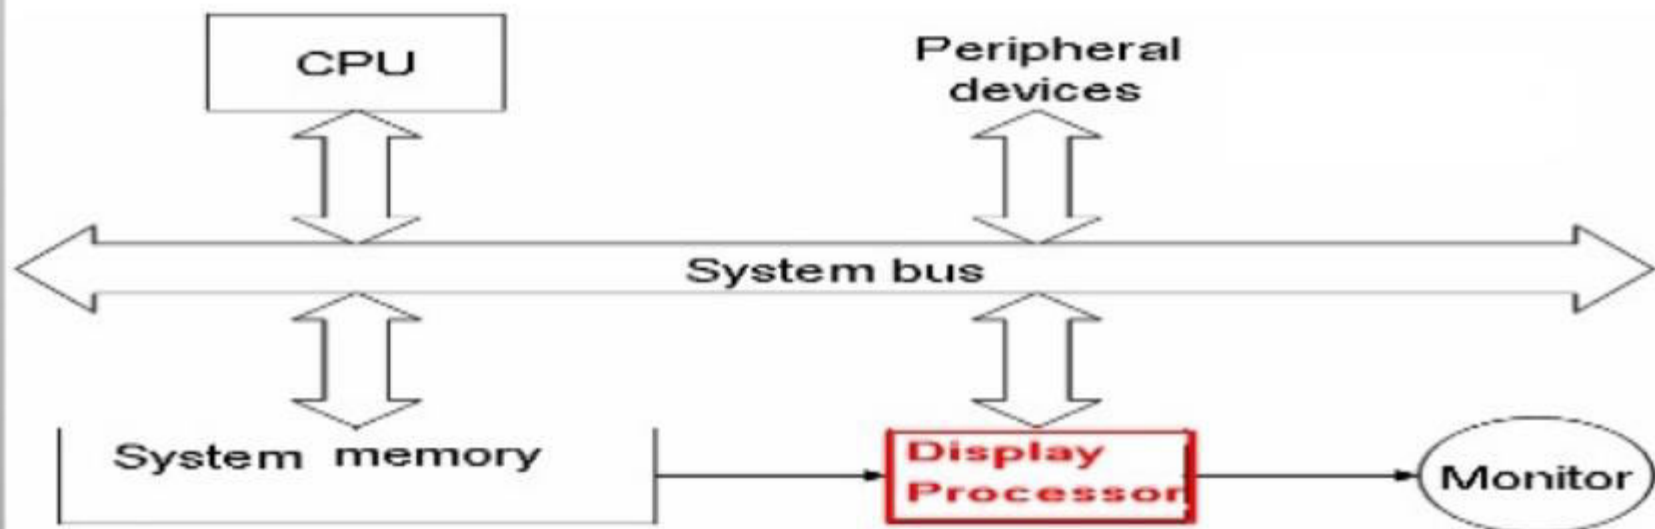 CPU
Peripheral
devices
System bus
System memory
Display
Processor
Monitor